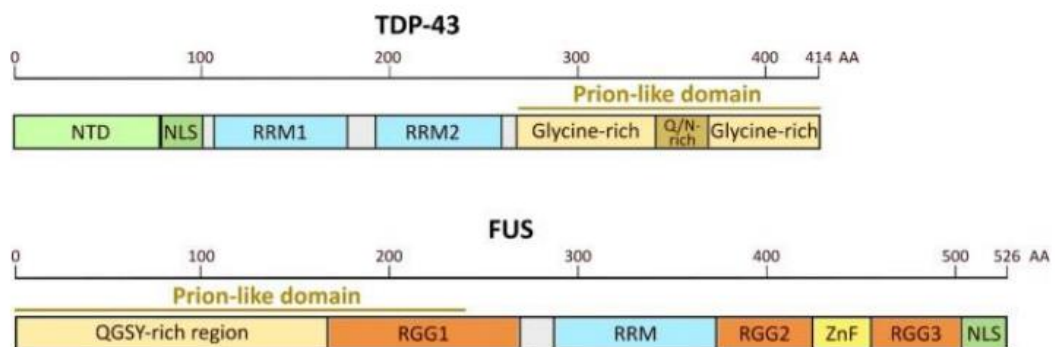 TDP-43
0 100 200 300 400 414 AA
Prion-like domain
NTD NLS RRM1 RRM2 Glycine-rich Q/N-rich Glycine-rich
FUS
0 100 200 300 400 500 526 AA
Prion-like domain
QGSY-rich region RGG1 RRM RGG2 ZnF RGG3 NLS